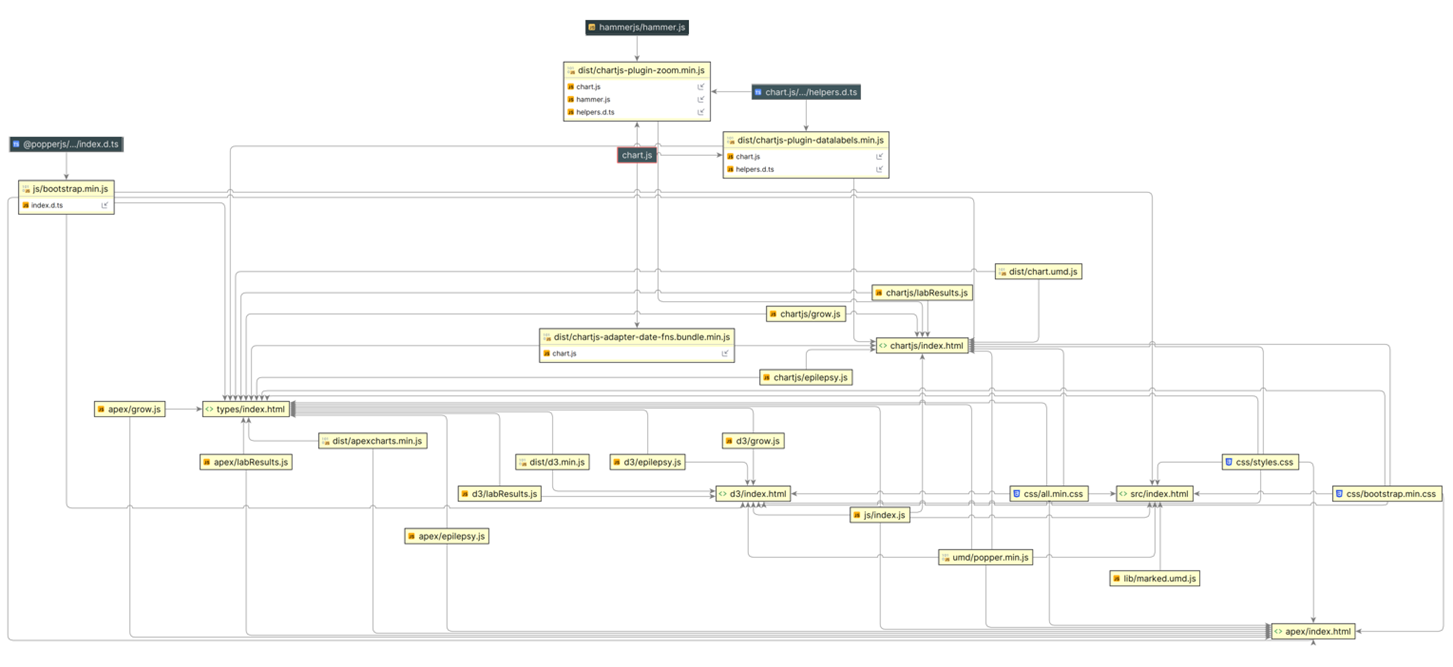 hammerjs/hammer.js
dist/chartjs-plugin-zoom.min.js
chart.js
hammer.js
helpers.d.ts
chart.js/.../helpers.d.ts
@popperjs/.../index.d.ts
dist/chartjs-plugin-datalabels.min.js
chart.js
helpers.d.ts
chart.js
js/bootstrap.min.js
index.d.ts
dist/chart.umd.js
chartjs/labResults.js
chartjs/grow.js
dist/chartjs-adapter-date-fns.bundle.min.js
chart.js
chartjs/index.html
chartjs/epilepsy.js
apex/grow.js
types/index.html
dist/apexcharts.min.js
d3/grow.js
apex/labResults.js
dist/d3.min.js
d3/epilepsy.js
css/styles.css
d3/labResults.js
d3/index.html
css/all.min.css
src/index.html
css/bootstrap.min.css
js/index.js
apex/epilepsy.js
umd/popper.min.js
lib/marked.umd.js
apex/index.html